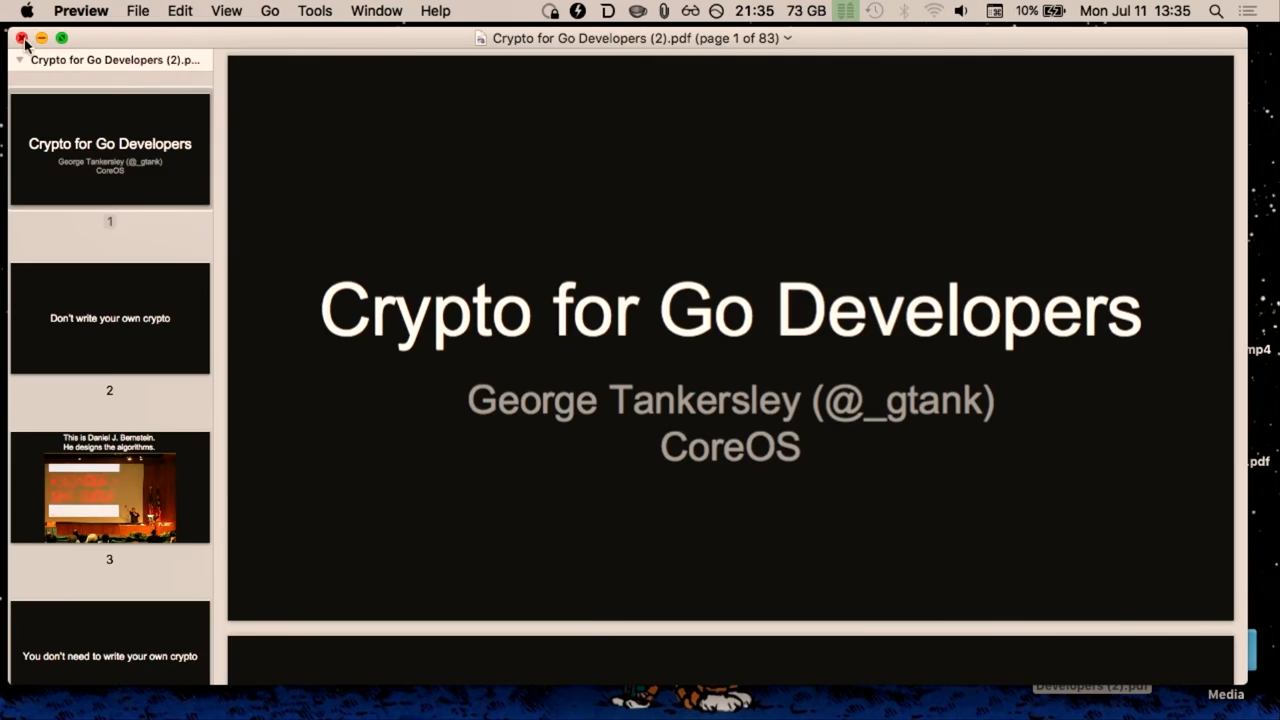 Preview File Edit View Go Tools Window Help 21:35 73 GB 10% Mon Jul 11 13:35
Crypto for Go Developers (2).pdf (page 1 of 83)
Crypto for Go Developers (2).p...
Crypto for Go Developers
George Tankersley (@_gtank)
CoreOS
1
Don't write your own crypto
2
This is Daniel J. Bernstein.
He designs the algorithms.
3
You don't need to write your own crypto
Crypto for Go Developers
George Tankersley (@_gtank)
CoreOS
mp4
.pdf
Developers (2).pdf
Media